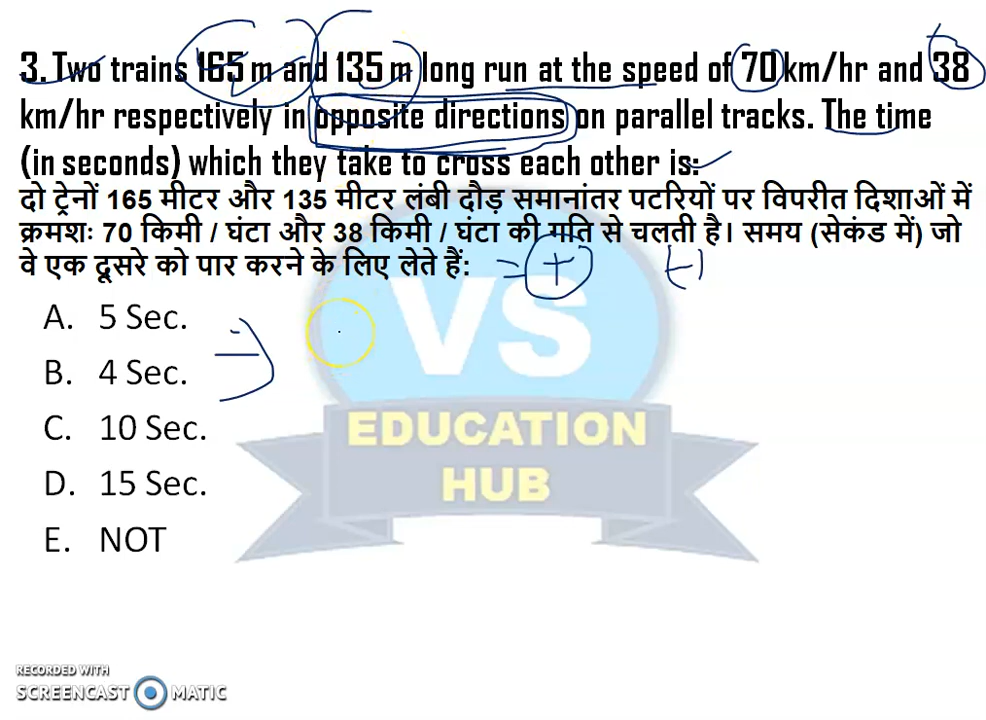 3. Two trains 165 m and 135 m long run at the speed of 70 km/hr and 38
km/hr respectively in opposite directions on parallel tracks. The time
(in seconds) which they take to cross each other is:
दो ट्रेनों 165 मीटर और 135 मीटर लंबी दौड़ समानांतर पटरियों पर विपरीत दिशाओं में
क्रमशः 70 किमी / घंटा और 38 किमी / घंटा की गति से चलती है। समय (सेकंड में) जो
वे एक दूसरे को पार करने के लिए लेते हैं: = + (-)
A. 5 Sec.
B. 4 Sec.
C. 10 Sec.
D. 15 Sec.
E. NOT
VS
EDUCATION
HUB
RECORDED WITH
SCREENCAST MATIC